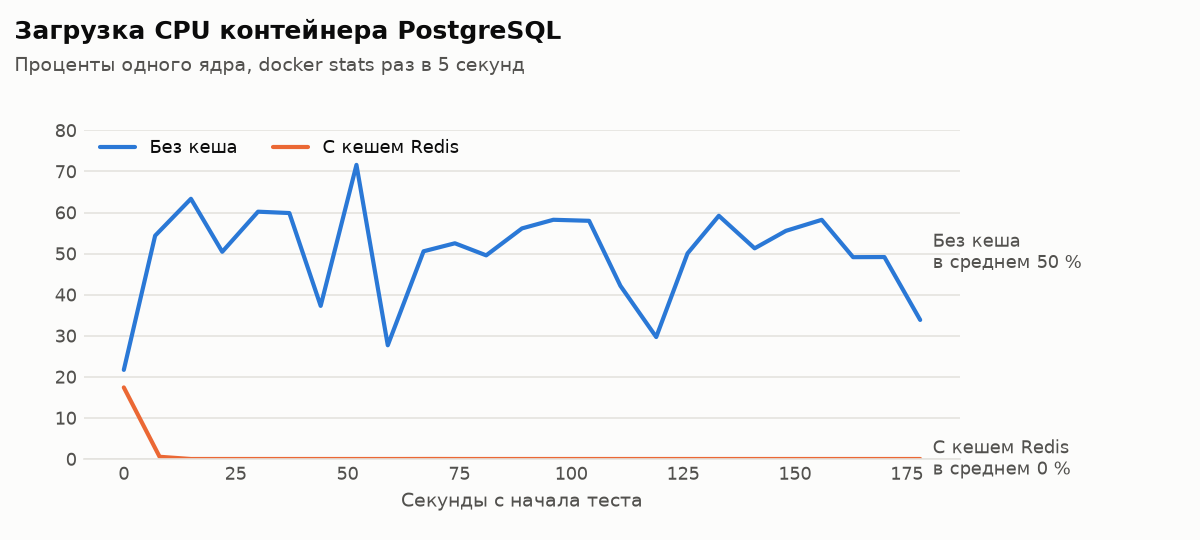 Загрузка CPU контейнера PostgreSQL
Проценты одного ядра, docker stats раз в 5 секунд
80
Без кеша
С кешем Redis
70
60
50
40
30
20
10
0
Без кеша
в среднем 50 %
С кешем Redis
в среднем 0 %
0 25 50 75 100 125 150 175
Секунды с начала теста